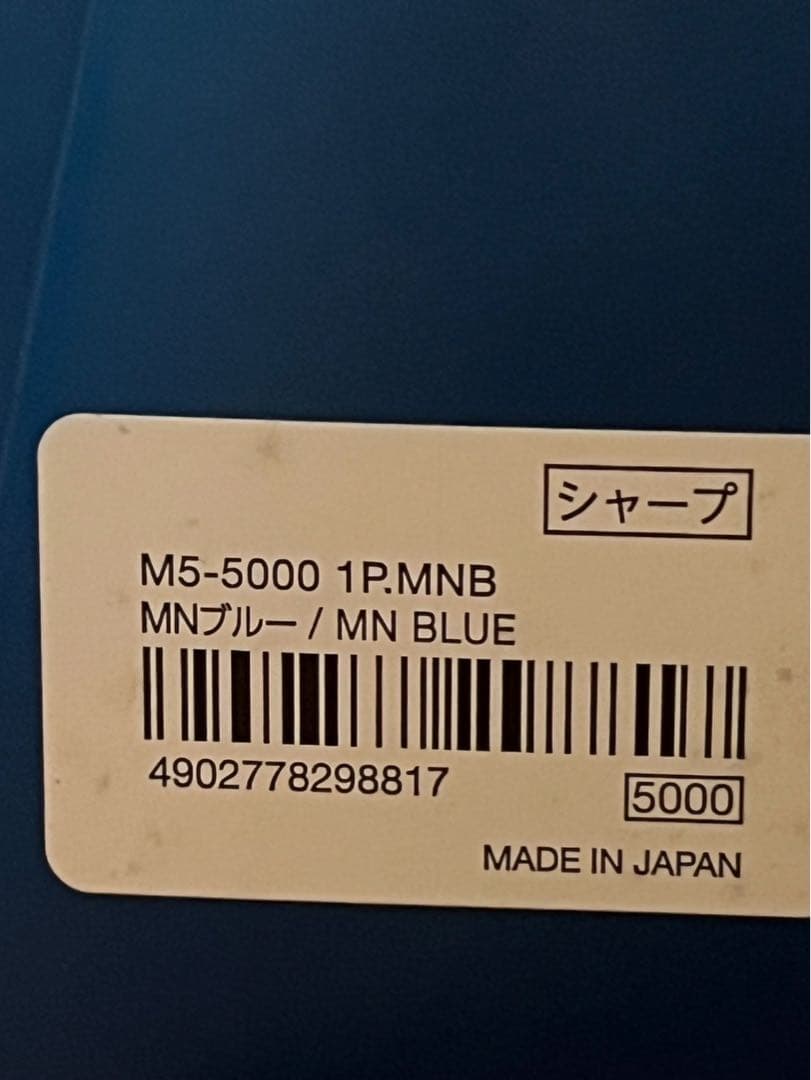 シャープ
M5-5000 1P.MNB
MNブルー / MN BLUE
4902778298817
5000
MADE IN JAPAN